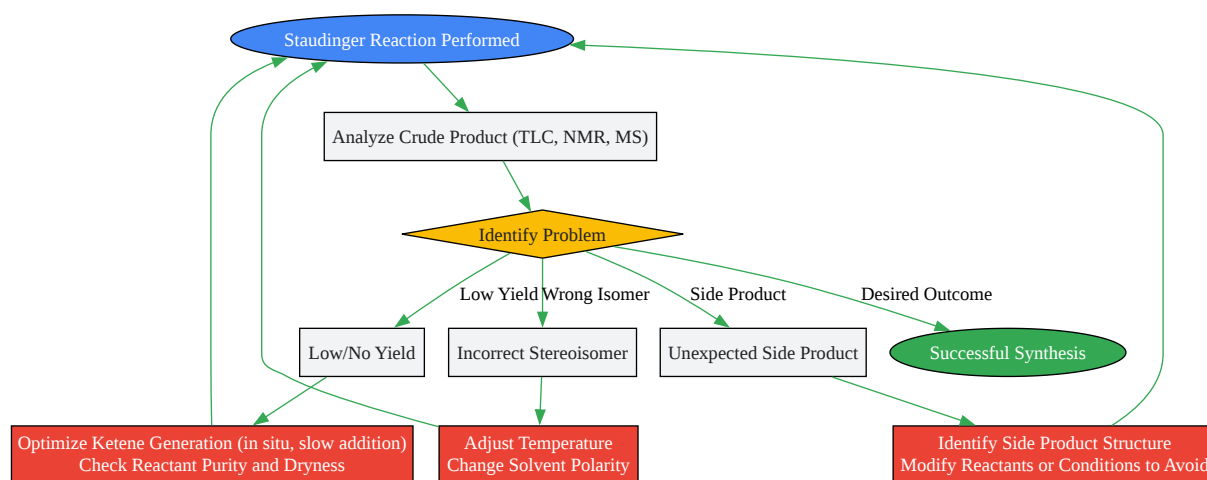 Staudinger Reaction Performed
Analyze Crude Product (TLC, NMR, MS)
Identify Problem
Low Yield
Wrong Isomer
Side Product
Desired Outcome
Low/No Yield
Incorrect Stereoisomer
Unexpected Side Product
Successful Synthesis
Optimize Ketene Generation (in situ, slow addition)
Check Reactant Purity and Dryness
Adjust Temperature
Change Solvent Polarity
Identify Side Product Structure
Modify Reactants or Conditions to Avoid